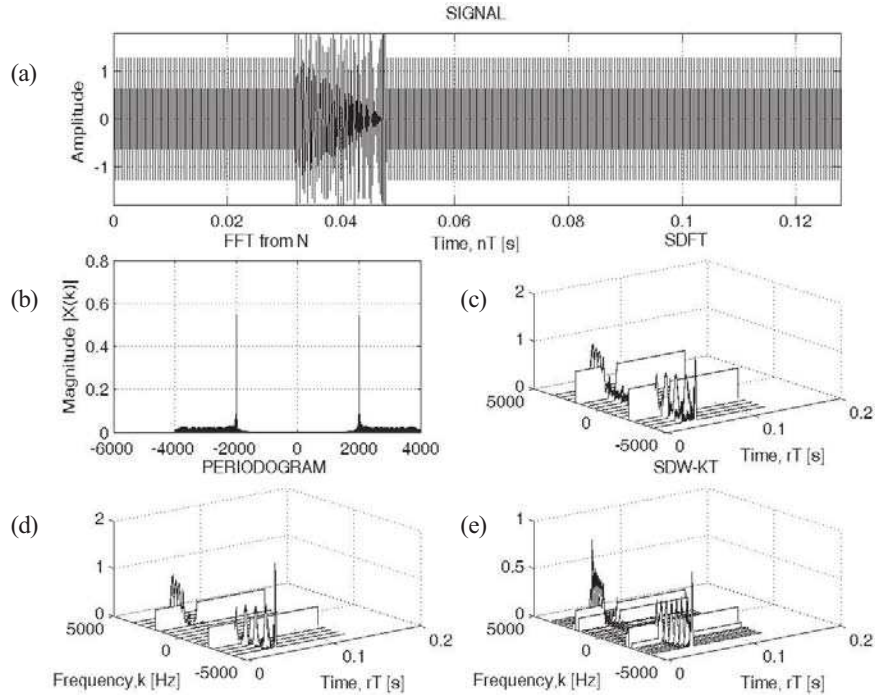 SIGNAL
(a)
Amplitude
1
0
-1
0 0.02 0.04 0.06 0.08 0.1 0.12
FFT from N Time, nT [s] SDFT
(b)
Magnitude |X(k)|
0.8
0.6
0.4
0.2
0
-6000 -4000 -2000 0 2000 4000
PERIODOGRAM
(c)
2
1
0
5000 0 -5000
0 0.1 0.2
Time, rT [s]
SDW-KT
(d)
2
1
0
5000 0 -5000
0 0.1 0.2
Frequency,k [Hz] Time, rT [s]
(e)
1
0.5
0
5000 0 -5000
0 0.1 0.2
Frequency,k [Hz] Time, rT [s]